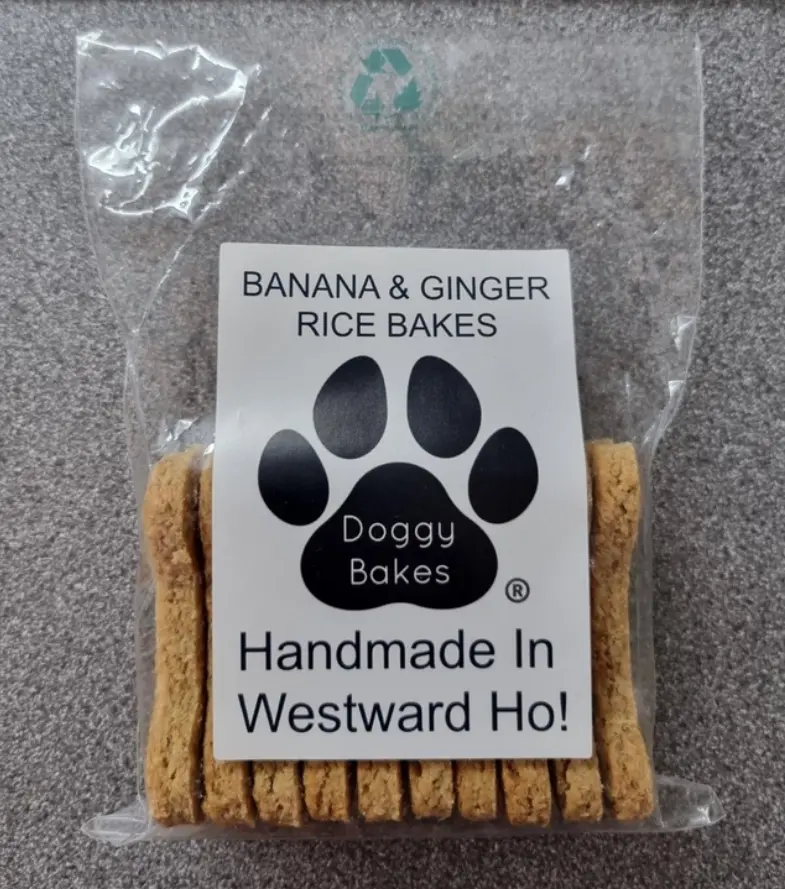 BANANA & GINGER
RICE BAKES
Doggy
Bakes
®
Handmade In
Westward Ho!